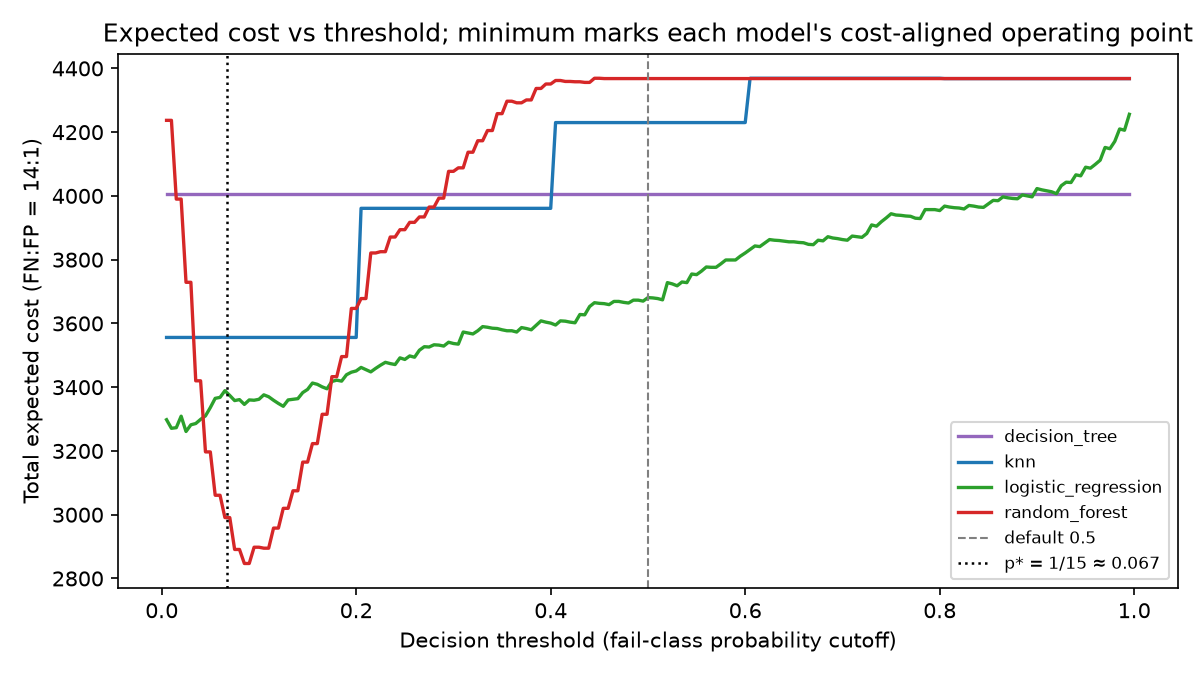 Expected cost vs threshold; minimum marks each model's cost-aligned operating point
4400
4200
4000
3800
3600
3400
3200
3000
2800
Total expected cost (FN:FP = 14:1)
decision_tree
knn
logistic_regression
random_forest
default 0.5
p* = 1/15 ≈ 0.067
0.0 0.2 0.4 0.6 0.8 1.0
Decision threshold (fail-class probability cutoff)